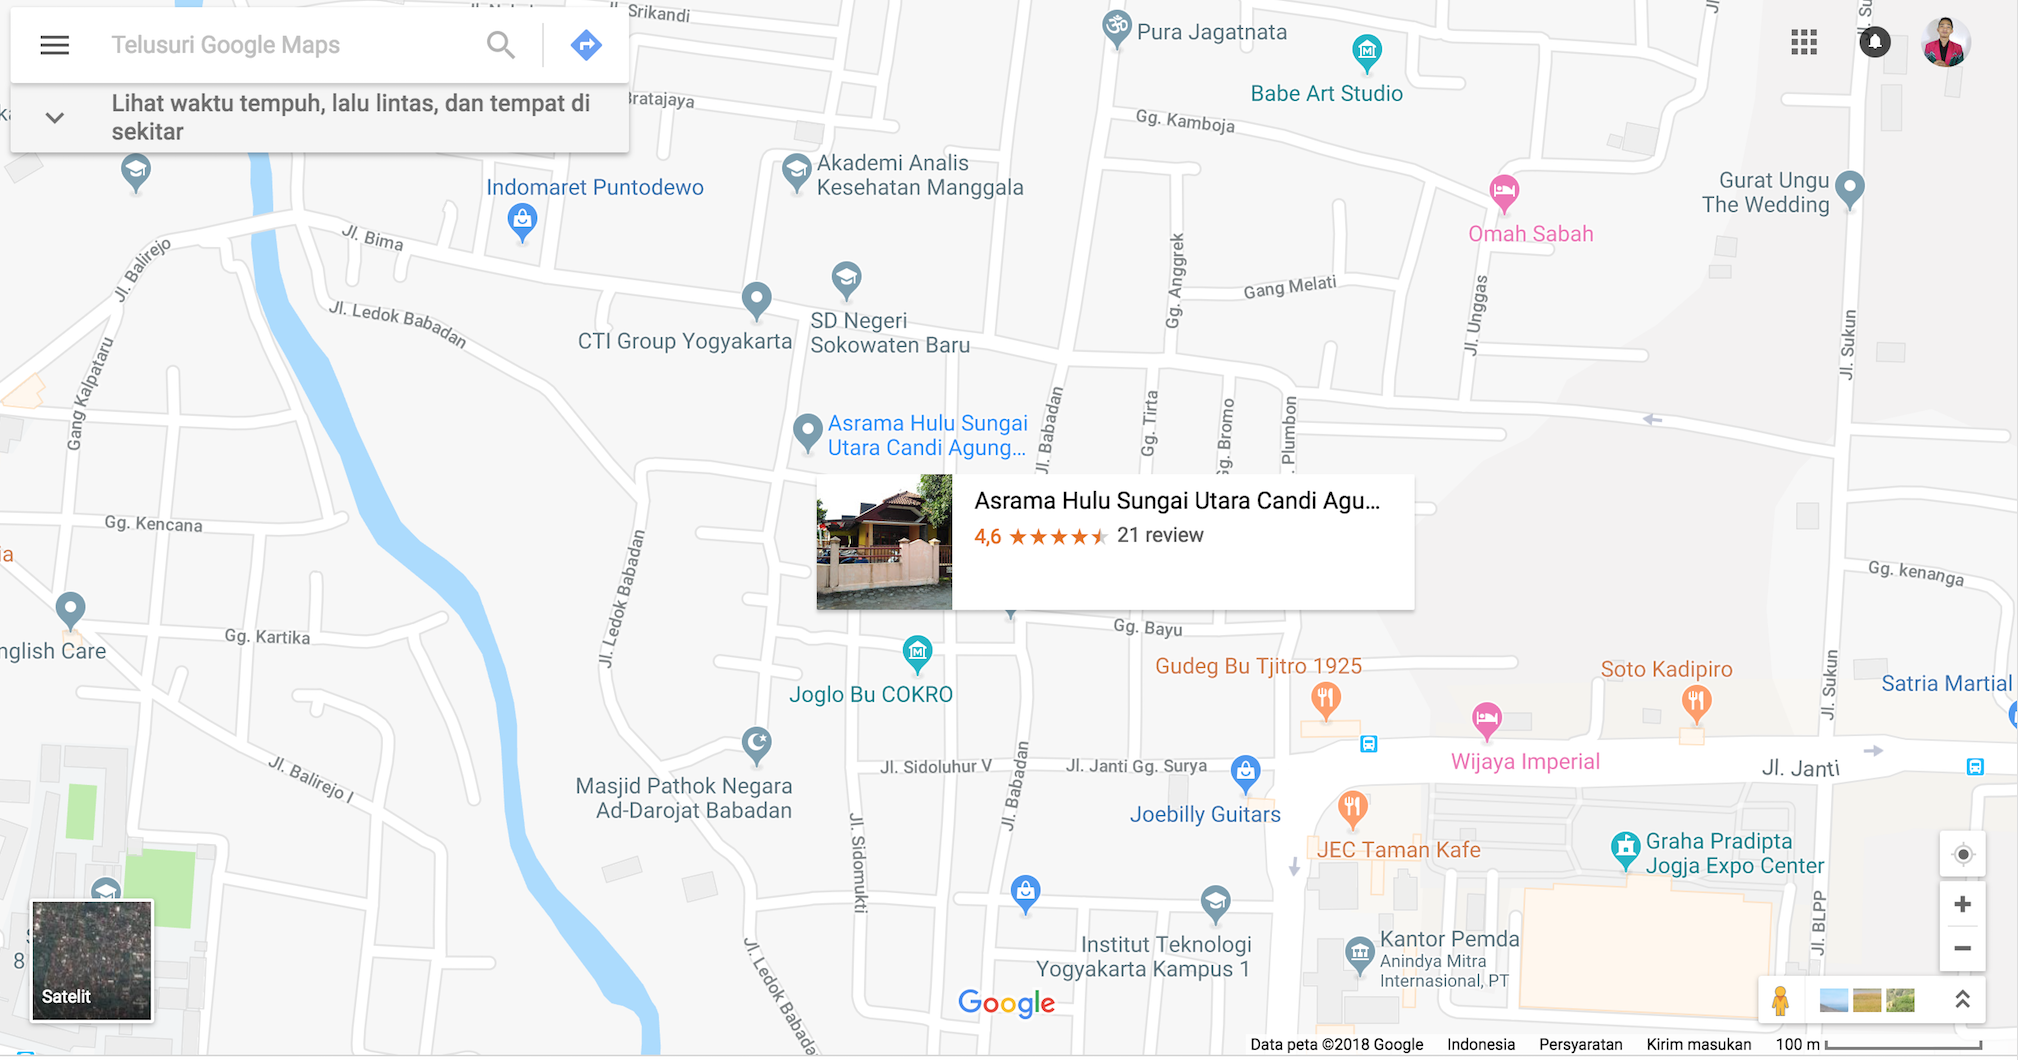 Jl. Srikandi
Telusuri Google Maps
Lihat waktu tempuh, lalu lintas, dan tempat di
sekitar
Bratajaya
Pura Jagatnata
Babe Art Studio
Gg. Kamboja
Akademi Analis
Kesehatan Manggala
Indomaret Puntodewo
Gurat Ungu
The Wedding
Omah Sabah
Jl. Bima
Jl. Balirejo
Gg. Anggrek
Gang Melati
Jl. Unggas
Jl. Sukun
Jl. Ledok Babadan
CTI Group Yogyakarta
SD Negeri
Sokowaten Baru
Gang Kalpataru
Asrama Hulu Sungai
Utara Candi Agung...
Jl. Babadan
Gg. Tirta
Gg. Bromo
Plumbon
Asrama Hulu Sungai Utara Candi Agu...
4,6
21 review
Gg. Kencana
ia
Jl. Ledok Babadan
Gg. kenanga
Gg. Kartika
nglish Care
Gg. Bayu
Gudeg Bu Tjitro 1925
Soto Kadipiro
Jl. Sukun
Satria Martial
Joglo Bu COKRO
Wijaya Imperial
Jl. Janti
Jl. Balirejo I
Masjid Pathok Negara
Ad-Darojat Babadan
Jl. Sidoluhur V
Jl. Babadan
Jl. Janti Gg. Surya
Joebilly Guitars
JEC Taman Kafe
Graha Pradipta
Jogja Expo Center
Jl. Sidomukti
Jl. BLPP
Institut Teknologi
Yogyakarta Kampus 1
Kantor Pemda
Anindya Mitra
Internasional, PT
Jl. Ledok Babada
8
Satelit
Google
Data peta ©2018 Google
Indonesia
Persyaratan
Kirim masukan
100 m